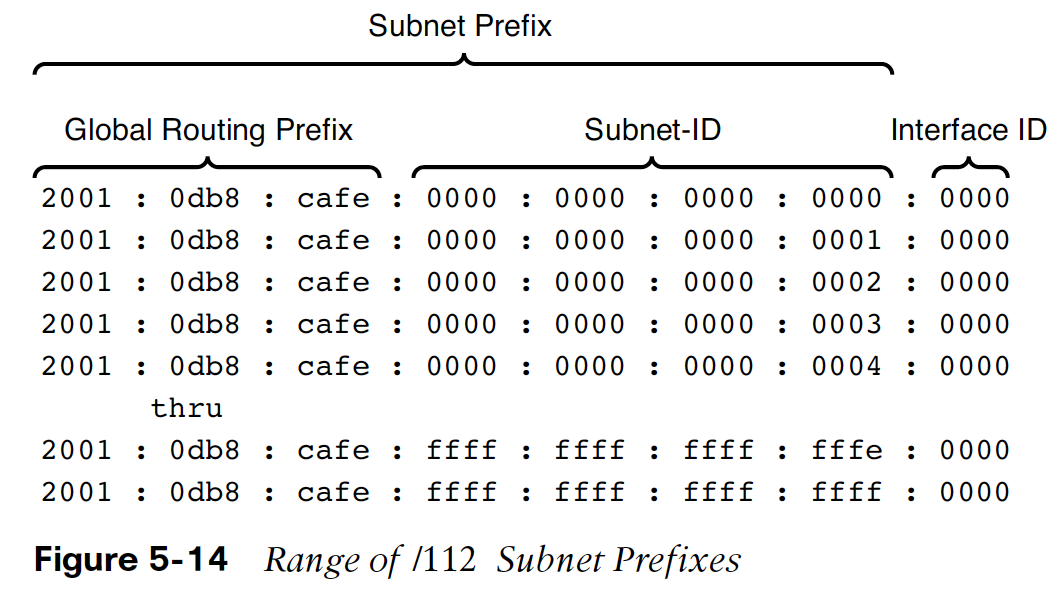 Subnet Prefix
Global Routing Prefix Subnet-ID Interface ID
2001 : 0db8 : cafe : 0000 : 0000 : 0000 : 0000 : 0000
2001 : 0db8 : cafe : 0000 : 0000 : 0000 : 0001 : 0000
2001 : 0db8 : cafe : 0000 : 0000 : 0000 : 0002 : 0000
2001 : 0db8 : cafe : 0000 : 0000 : 0000 : 0003 : 0000
2001 : 0db8 : cafe : 0000 : 0000 : 0000 : 0004 : 0000
thru
2001 : 0db8 : cafe : ffff : ffff : ffff : fffe : 0000
2001 : 0db8 : cafe : ffff : ffff : ffff : ffff : 0000
Figure 5-14 Range of /112 Subnet Prefixes